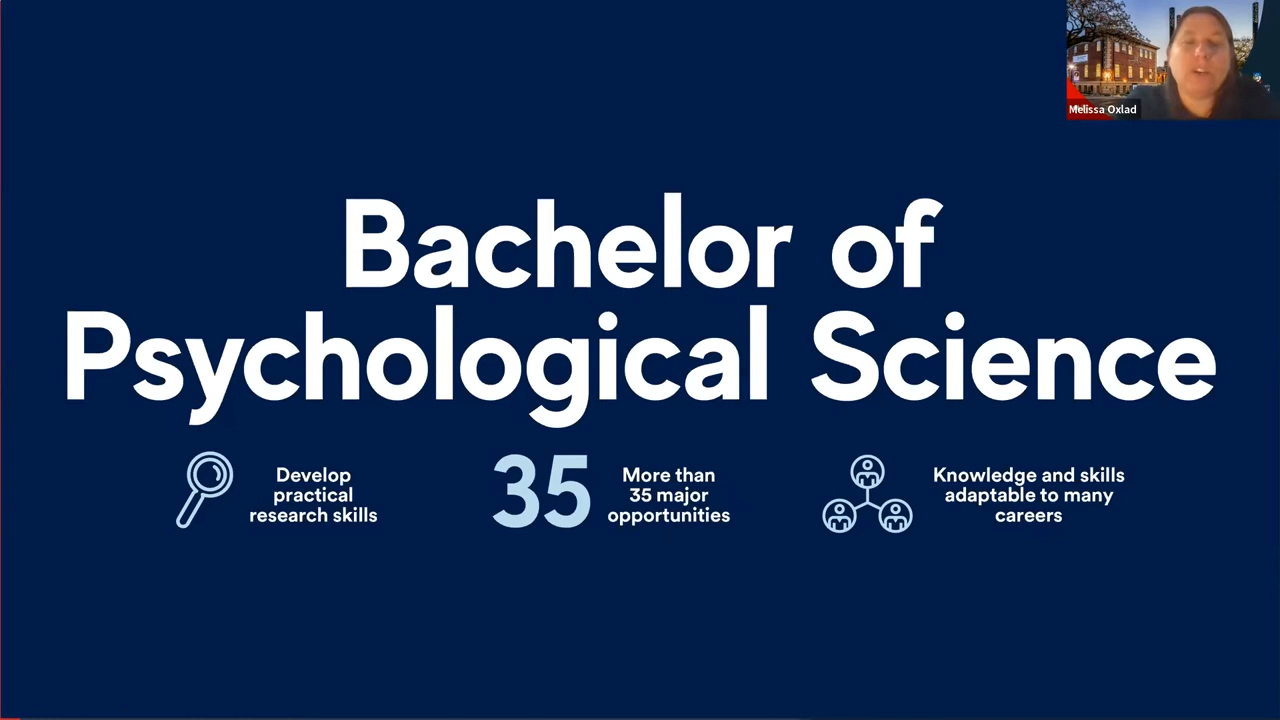 Melissa Oxlad
Bachelor of
Psychological Science
Develop
practical
research skills
35
More than
35 major
opportunities
Knowledge and skills
adaptable to many
careers